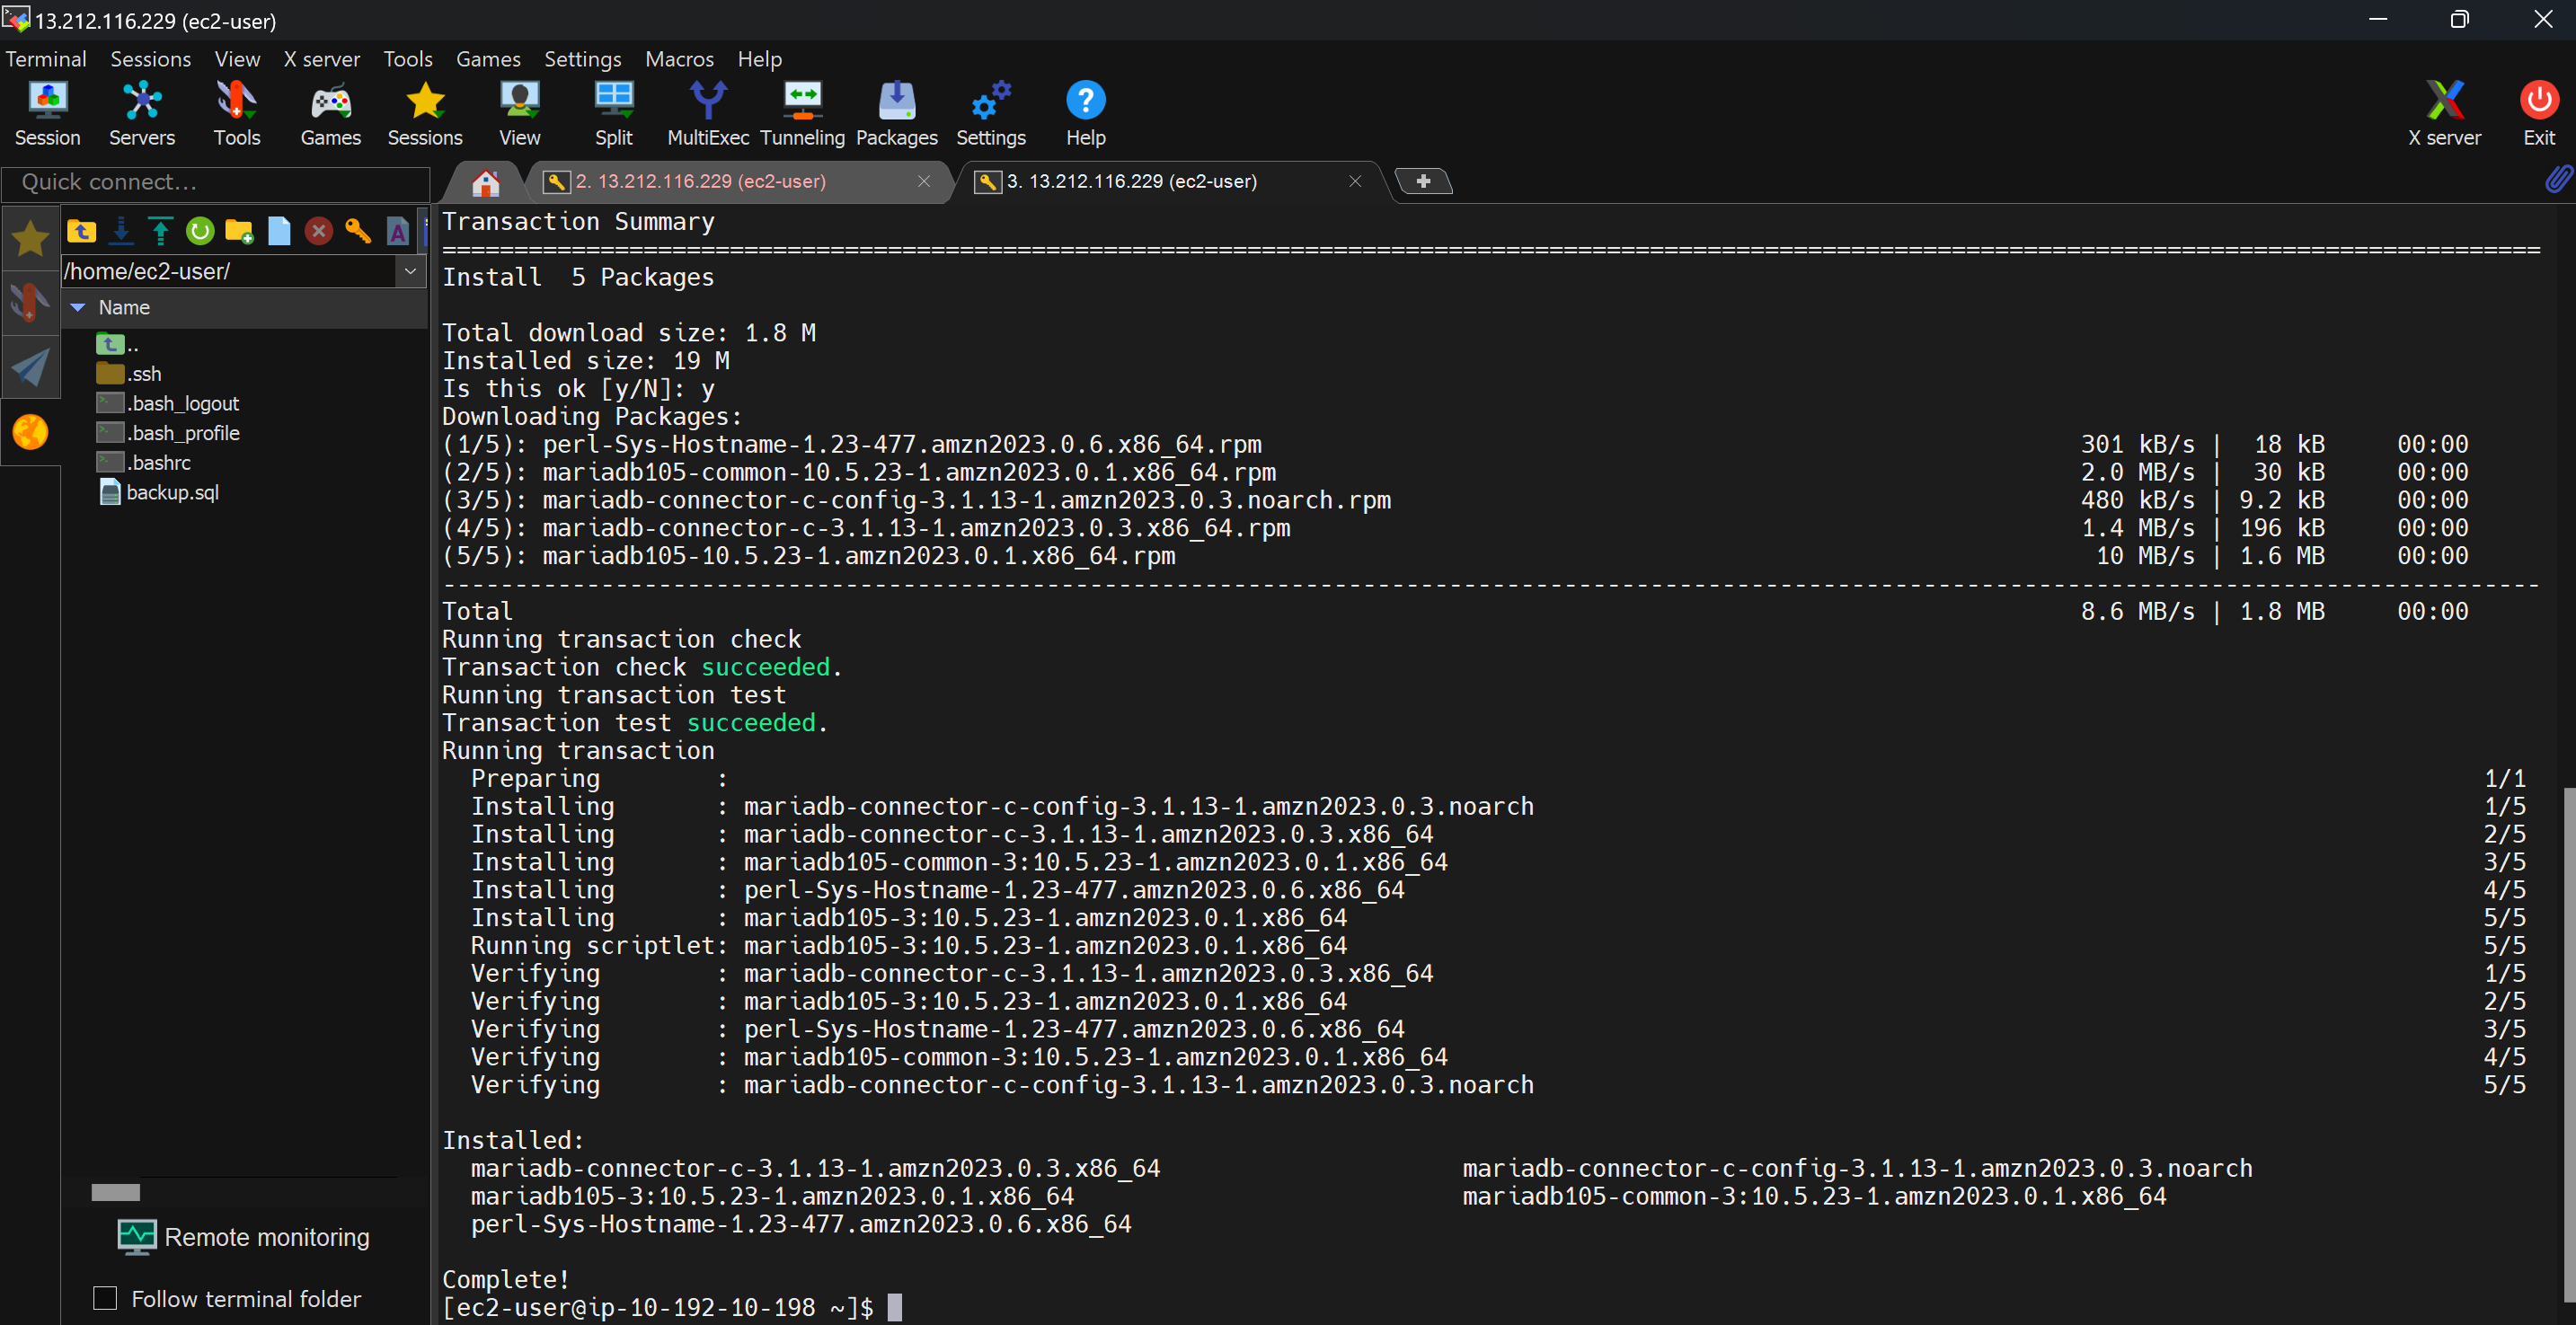 13.212.116.229 (ec2-user)
Terminal Sessions View X server Tools Games Settings Macros Help
Session Servers Tools Games Sessions View Split MultiExec Tunneling Packages Settings Help X server Exit
Quick connect...
2. 13.212.116.229 (ec2-user)
3. 13.212.116.229 (ec2-user)
/home/ec2-user/
Name
..
.ssh
.bash_logout
.bash_profile
.bashrc
backup.sql
Remote monitoring
Follow terminal folder
Transaction Summary
==================================================================================================================================================
Install  5 Packages
Total download size: 1.8 M
Installed size: 19 M
Is this ok [y/N]: y
Downloading Packages:
(1/5): perl-Sys-Hostname-1.23-477.amzn2023.0.6.x86_64.rpm 301 kB/s | 18 kB 00:00
(2/5): mariadb105-common-10.5.23-1.amzn2023.0.1.x86_64.rpm 2.0 MB/s | 30 kB 00:00
(3/5): mariadb-connector-c-config-3.1.13-1.amzn2023.0.3.noarch.rpm 480 kB/s | 9.2 kB 00:00
(4/5): mariadb-connector-c-3.1.13-1.amzn2023.0.3.x86_64.rpm 1.4 MB/s | 196 kB 00:00
(5/5): mariadb105-10.5.23-1.amzn2023.0.1.x86_64.rpm 10 MB/s | 1.6 MB 00:00
--------------------------------------------------------------------------------------------------------------------------------------------------
Total 8.6 MB/s | 1.8 MB 00:00
Running transaction check
Transaction check succeeded.
Running transaction test
Transaction test succeeded.
Running transaction
Preparing : 1/1
Installing : mariadb-connector-c-config-3.1.13-1.amzn2023.0.3.noarch 1/5
Installing : mariadb-connector-c-3.1.13-1.amzn2023.0.3.x86_64 2/5
Installing : mariadb105-common-3:10.5.23-1.amzn2023.0.1.x86_64 3/5
Installing : perl-Sys-Hostname-1.23-477.amzn2023.0.6.x86_64 4/5
Installing : mariadb105-3:10.5.23-1.amzn2023.0.1.x86_64 5/5
Running scriptlet: mariadb105-3:10.5.23-1.amzn2023.0.1.x86_64 5/5
Verifying : mariadb-connector-c-3.1.13-1.amzn2023.0.3.x86_64 1/5
Verifying : mariadb105-3:10.5.23-1.amzn2023.0.1.x86_64 2/5
Verifying : perl-Sys-Hostname-1.23-477.amzn2023.0.6.x86_64 3/5
Verifying : mariadb105-common-3:10.5.23-1.amzn2023.0.1.x86_64 4/5
Verifying : mariadb-connector-c-config-3.1.13-1.amzn2023.0.3.noarch 5/5
Installed:
mariadb-connector-c-3.1.13-1.amzn2023.0.3.x86_64 mariadb-connector-c-config-3.1.13-1.amzn2023.0.3.noarch
mariadb105-3:10.5.23-1.amzn2023.0.1.x86_64 mariadb105-common-3:10.5.23-1.amzn2023.0.1.x86_64
perl-Sys-Hostname-1.23-477.amzn2023.0.6.x86_64
Complete!
[ec2-user@ip-10-192-10-198 ~]$